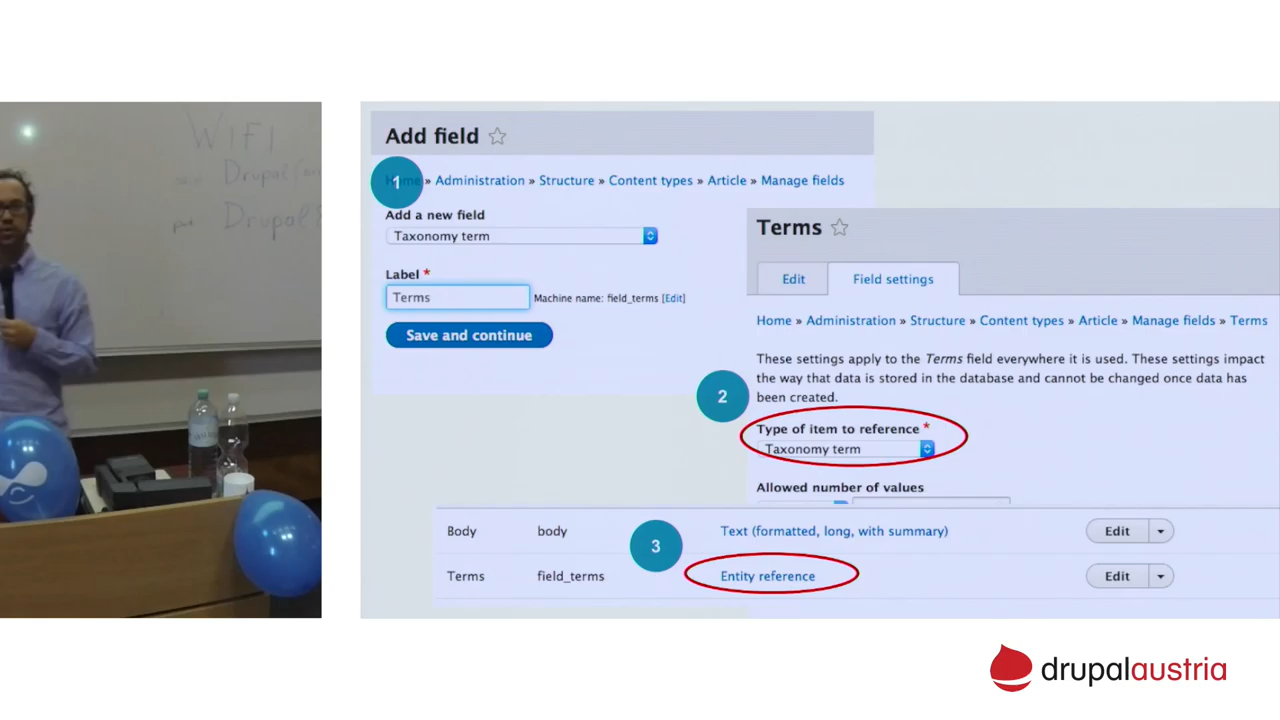 WIFI
Drupal
Drupal
Add field
1
» Administration » Structure » Content types » Article » Manage fields
Add a new field
Taxonomy term
Label *
Terms
Machine name: field_terms [Edit]
Save and continue
Terms
Edit
Field settings
Home » Administration » Structure » Content types » Article » Manage fields » Terms
These settings apply to the Terms field everywhere it is used. These settings impact
the way that data is stored in the database and cannot be changed once data has
been created.
2
Type of item to reference *
Taxonomy term
Allowed number of values
Body
body
Text (formatted, long, with summary)
Edit
3
Terms
field_terms
Entity reference
Edit
drupalaustria